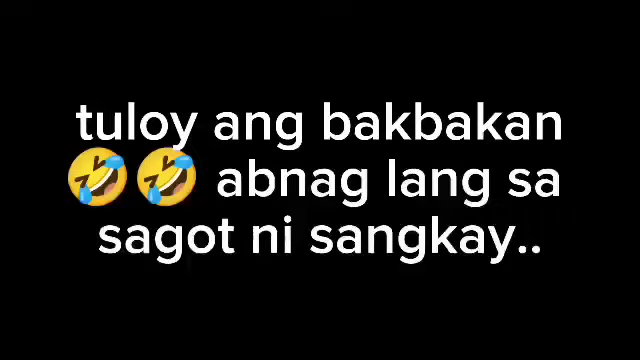 tuloy ang bakbakan
🤣🤣 abnag lang sa
sagot ni sangkay..